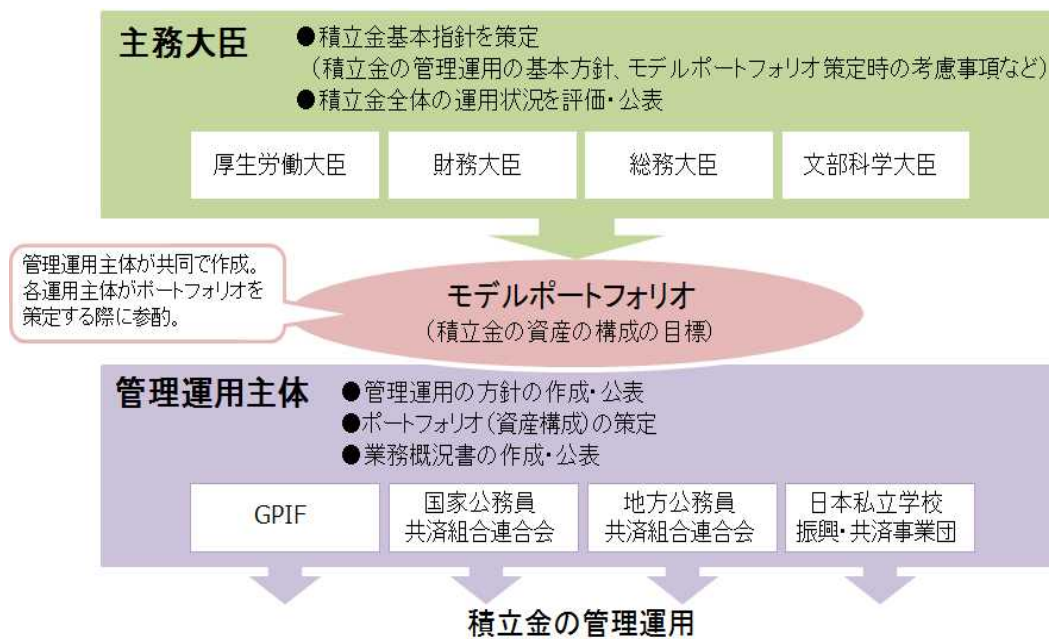 主務大臣
●積立金基本指針を策定
(積立金の管理運用の基本方針、モデルポートフォリオ策定時の考慮事項など)
●積立金全体の運用状況を評価・公表
厚生労働大臣
財務大臣
総務大臣
文部科学大臣
管理運用主体が共同で作成。
各運用主体がポートフォリオを
策定する際に参酌。
モデルポートフォリオ
(積立金の資産の構成の目標)
管理運用主体
●管理運用の方針の作成・公表
●ポートフォリオ(資産構成)の策定
●業務概況書の作成・公表
GPIF
国家公務員
共済組合連合会
地方公務員
共済組合連合会
日本私立学校
振興・共済事業団
積立金の管理運用